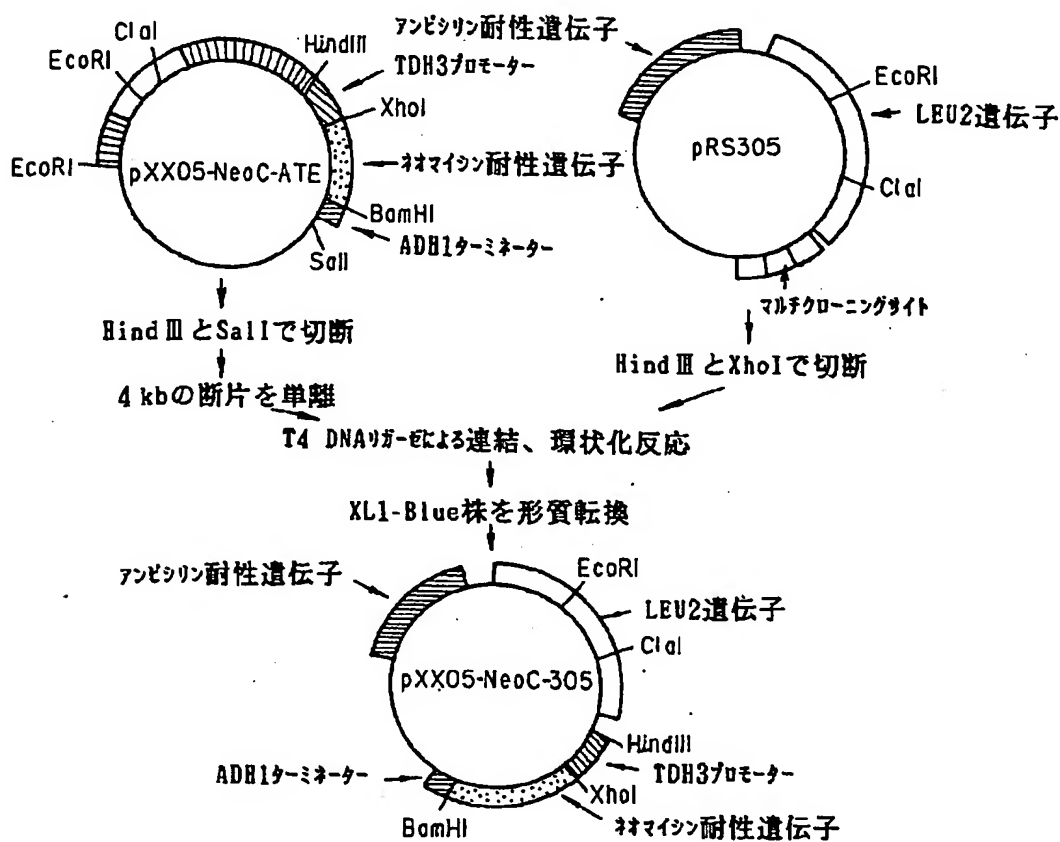 アンピシリン耐性遺伝子
HindIII
TDH3プロモーター
XhoI
ClaI
EcoRI
EcoRI
pXX05-NeoC-ATE
ネオマイシン耐性遺伝子
BamHI
ADH1ターミネーター
SalI
EcoRI
LEU2遺伝子
pRS305
ClaI
マルチクローニングサイト
HindⅢとSalIで切断
4kbの断片を単離
HindⅢとXhoIで切断
T4 DNAリガーゼによる連結、環状化反応
XL1-Blue株を形質転換
アンピシリン耐性遺伝子
EcoRI
LEU2遺伝子
ClaI
pXX05-NeoC-305
HindIII
TDH3プロモーター
XhoI
ADH1ターミネーター
BamHI
ネオマイシン耐性遺伝子